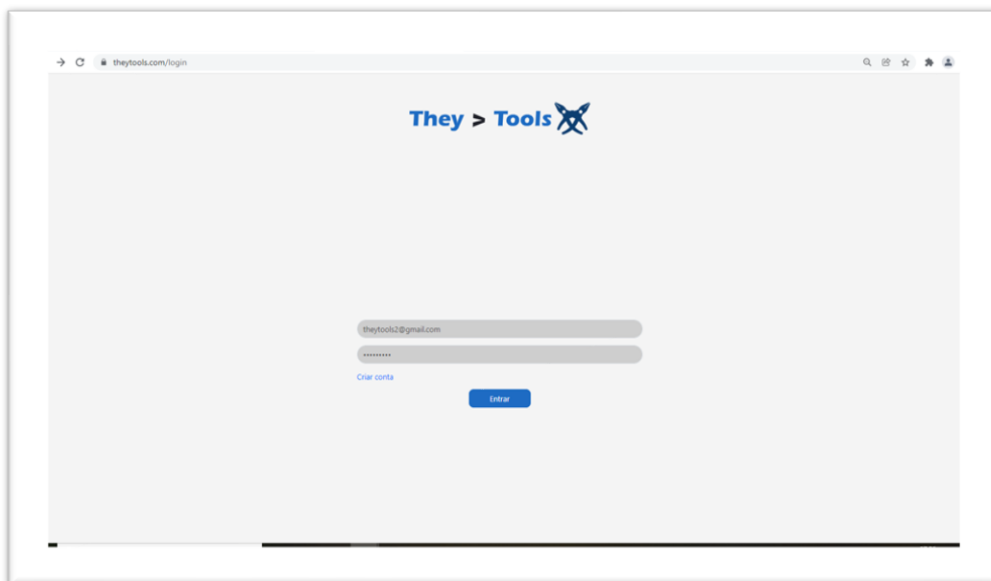 theytools.com/login
They > Tools
theytools2@gmail.com
•••••••••
Criar conta
Entrar